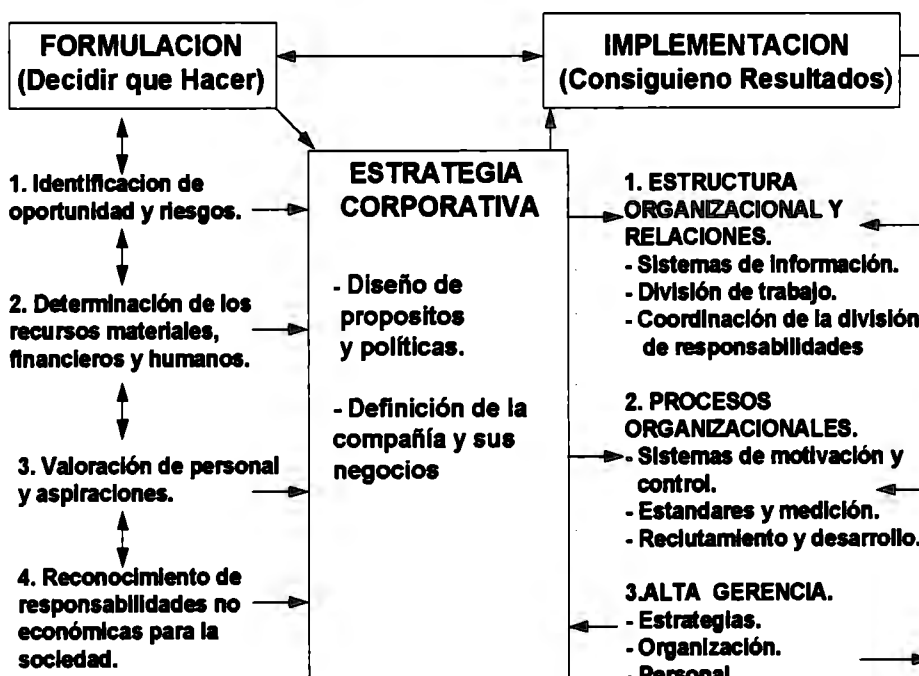 FORMULACION
(Decidir que Hacer)
IMPLEMENTACION
(Consiguieno Resultados)
1. Identificacion de
oportunidad y riesgos.
2. Determinación de los
recursos materiales,
financieros y humanos.
3. Valoración de personal
y aspiraciones.
4. Reconocimiento de
responsabilidades no
económicas para la
sociedad.
ESTRATEGIA
CORPORATIVA
- Diseño de
propositos
y políticas.
- Definición de la
compañía y sus
negocios
1. ESTRUCTURA
ORGANIZACIONAL Y
RELACIONES.
- Sistemas de información.
- División de trabajo.
- Coordinación de la división
de responsabilidades
2. PROCESOS
ORGANIZACIONALES.
- Sistemas de motivación y
control.
- Estandares y medición.
- Reclutamiento y desarrollo.
3.ALTA GERENCIA.
- Estrategias.
- Organización.
- Personal